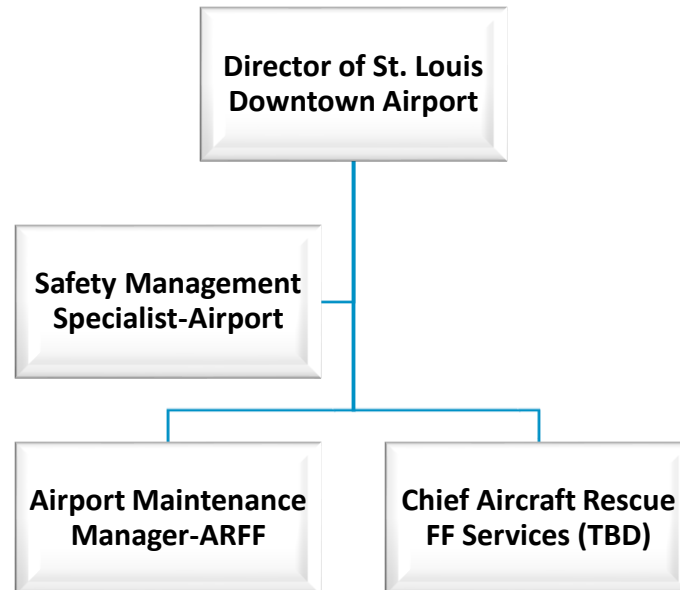 Director of St. Louis
Downtown Airport
Safety Management
Specialist-Airport
Airport Maintenance
Manager-ARFF
Chief Aircraft Rescue
FF Services (TBD)